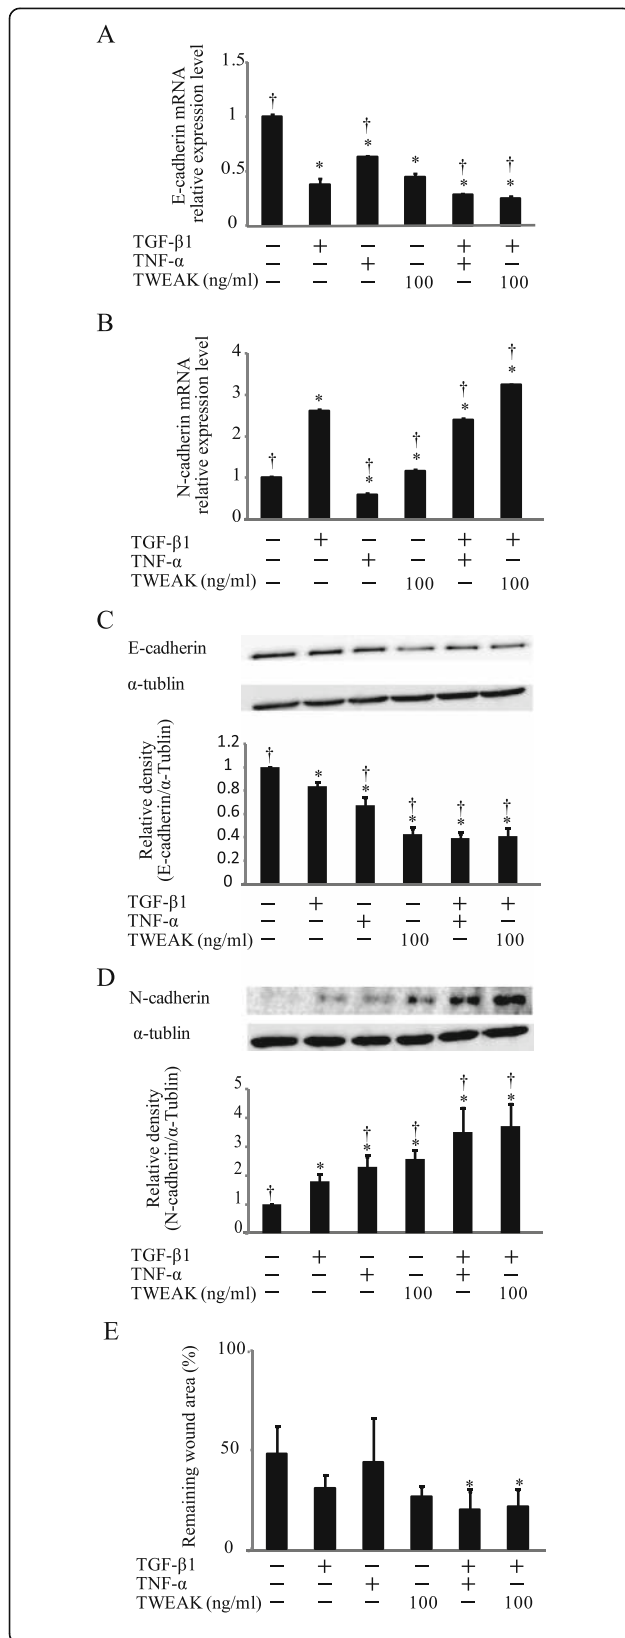 A
E-cadherin mRNA
relative expression level
1.5
1
0.5
0
†
*
†
*
*
†
*
†
*
TGF-β1 – + – – + +
TNF-α – – + – + –
TWEAK (ng/ml) – – – 100 – 100
B
N-cadherin mRNA
relative expression level
4
3
2
1
0
†
*
†
*
†
*
†
*
†
*
TGF-β1 – + – – + +
TNF-α – – + – + –
TWEAK (ng/ml) – – – 100 – 100
C
E-cadherin
α-tublin
Relative density
(E-cadherin/α-Tublin)
1.2
1
0.8
0.6
0.4
0.2
0
†
*
†
*
†
*
†
*
†
*
TGF-β1 – + – – + +
TNF-α – – + – + –
TWEAK (ng/ml) – – – 100 – 100
D
N-cadherin
α-tublin
Relative density
(N-cadherin/α-Tublin)
5
4
3
2
1
0
†
*
†
*
†
*
†
*
†
*
TGF-β1 – + – – + +
TNF-α – – + – + –
TWEAK (ng/ml) – – – 100 – 100
E
Remaining wound area (%)
100
50
0
*
*
TGF-β1 – + – – + +
TNF-α – – + – + –
TWEAK (ng/ml) – – – 100 – 100